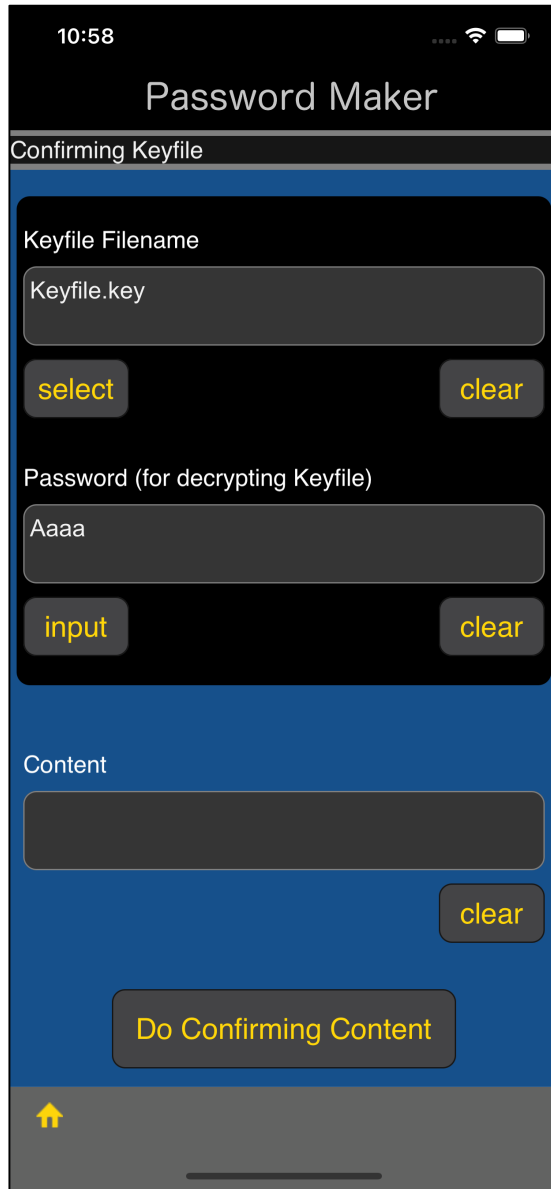 10:58
Password Maker
Confirming Keyfile
Keyfile Filename
Keyfile.key
select clear
Password (for decrypting Keyfile)
Aaaa
input clear
Content
clear
Do Confirming Content